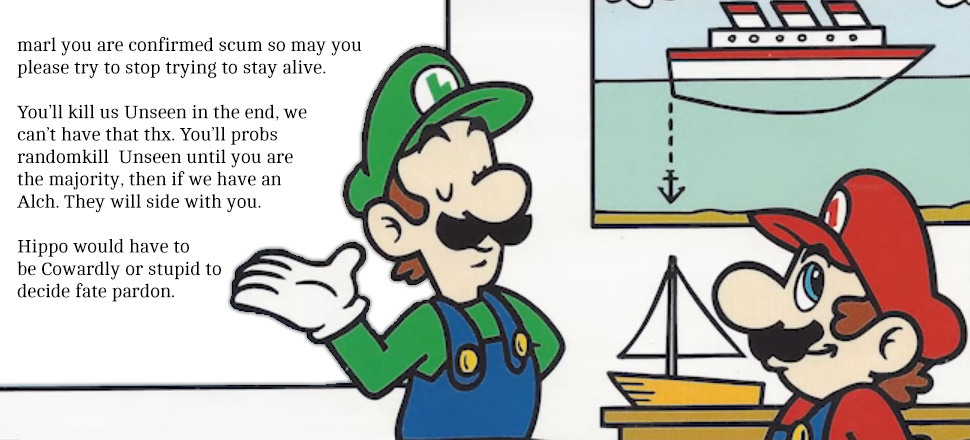 marl you are confirmed scum so may you
please try to stop trying to stay alive.
You'll kill us Unseen in the end, we
can't have that thx. You'll probs
randomkill  Unseen until you are
the majority, then if we have an
Alch. They will side with you.
Hippo would have to
be Cowardly or stupid to
decide fate pardon.
L